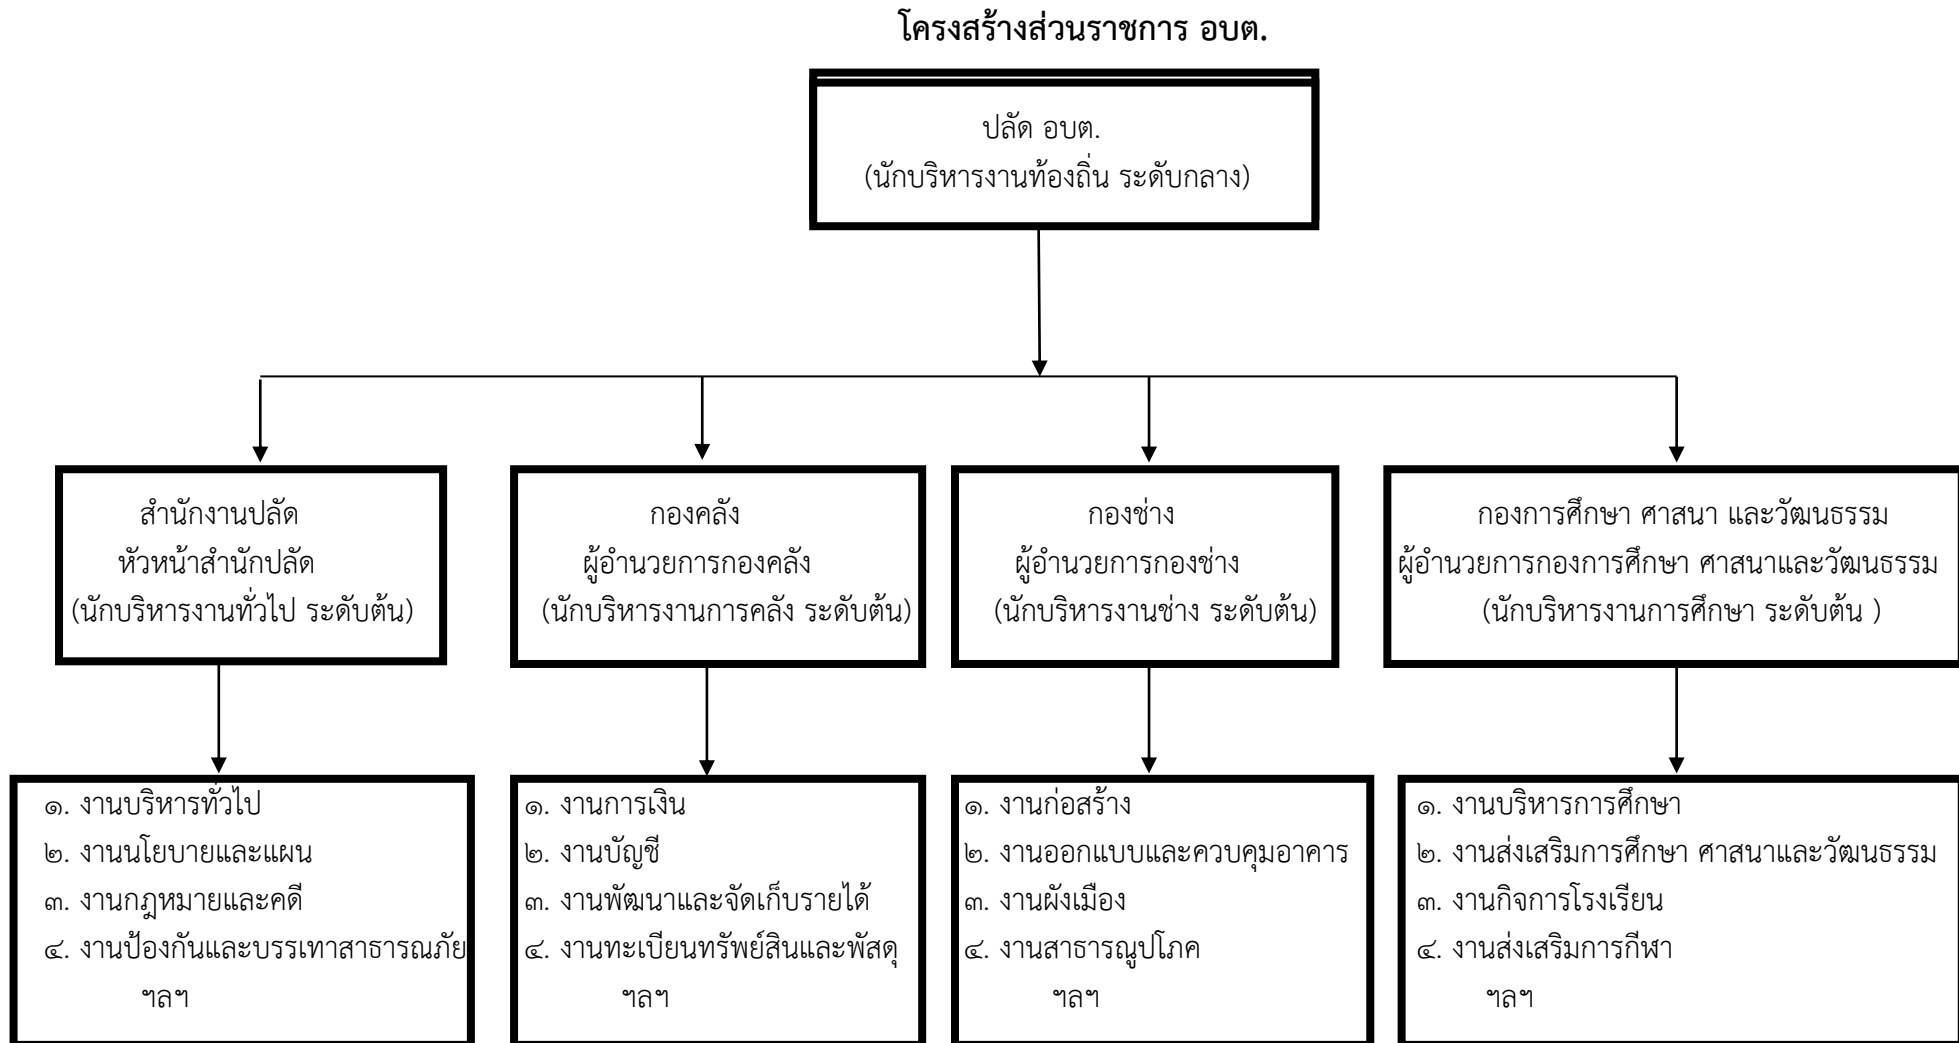 โครงสร้างส่วนราชการ อบต.
ปลัด อบต.
(นักบริหารงานท้องถิ่น ระดับกลาง)
สำนักงานปลัด
หัวหน้าสำนักปลัด
(นักบริหารงานทั่วไป ระดับต้น)
กองคลัง
ผู้อำนวยการกองคลัง
(นักบริหารงานการคลัง ระดับต้น)
กองช่าง
ผู้อำนวยการกองช่าง
(นักบริหารงานช่าง ระดับต้น)
กองการศึกษา ศาสนา และวัฒนธรรม
ผู้อำนวยการกองการศึกษา ศาสนาและวัฒนธรรม
(นักบริหารงานการศึกษา ระดับต้น )
๑. งานบริหารทั่วไป
๒. งานนโยบายและแผน
๓. งานกฎหมายและคดี
๔. งานป้องกันและบรรเทาสาธารณภัย
ฯลฯ
๑. งานการเงิน
๒. งานบัญชี
๓. งานพัฒนาและจัดเก็บรายได้
๔. งานทะเบียนทรัพย์สินและพัสดุ
ฯลฯ
๑. งานก่อสร้าง
๒. งานออกแบบและควบคุมอาคาร
๓. งานผังเมือง
๔. งานสาธารณูปโภค
ฯลฯ
๑. งานบริหารการศึกษา
๒. งานส่งเสริมการศึกษา ศาสนาและวัฒนธรรม
๓. งานกิจการโรงเรียน
๔. งานส่งเสริมการกีฬา
ฯลฯ